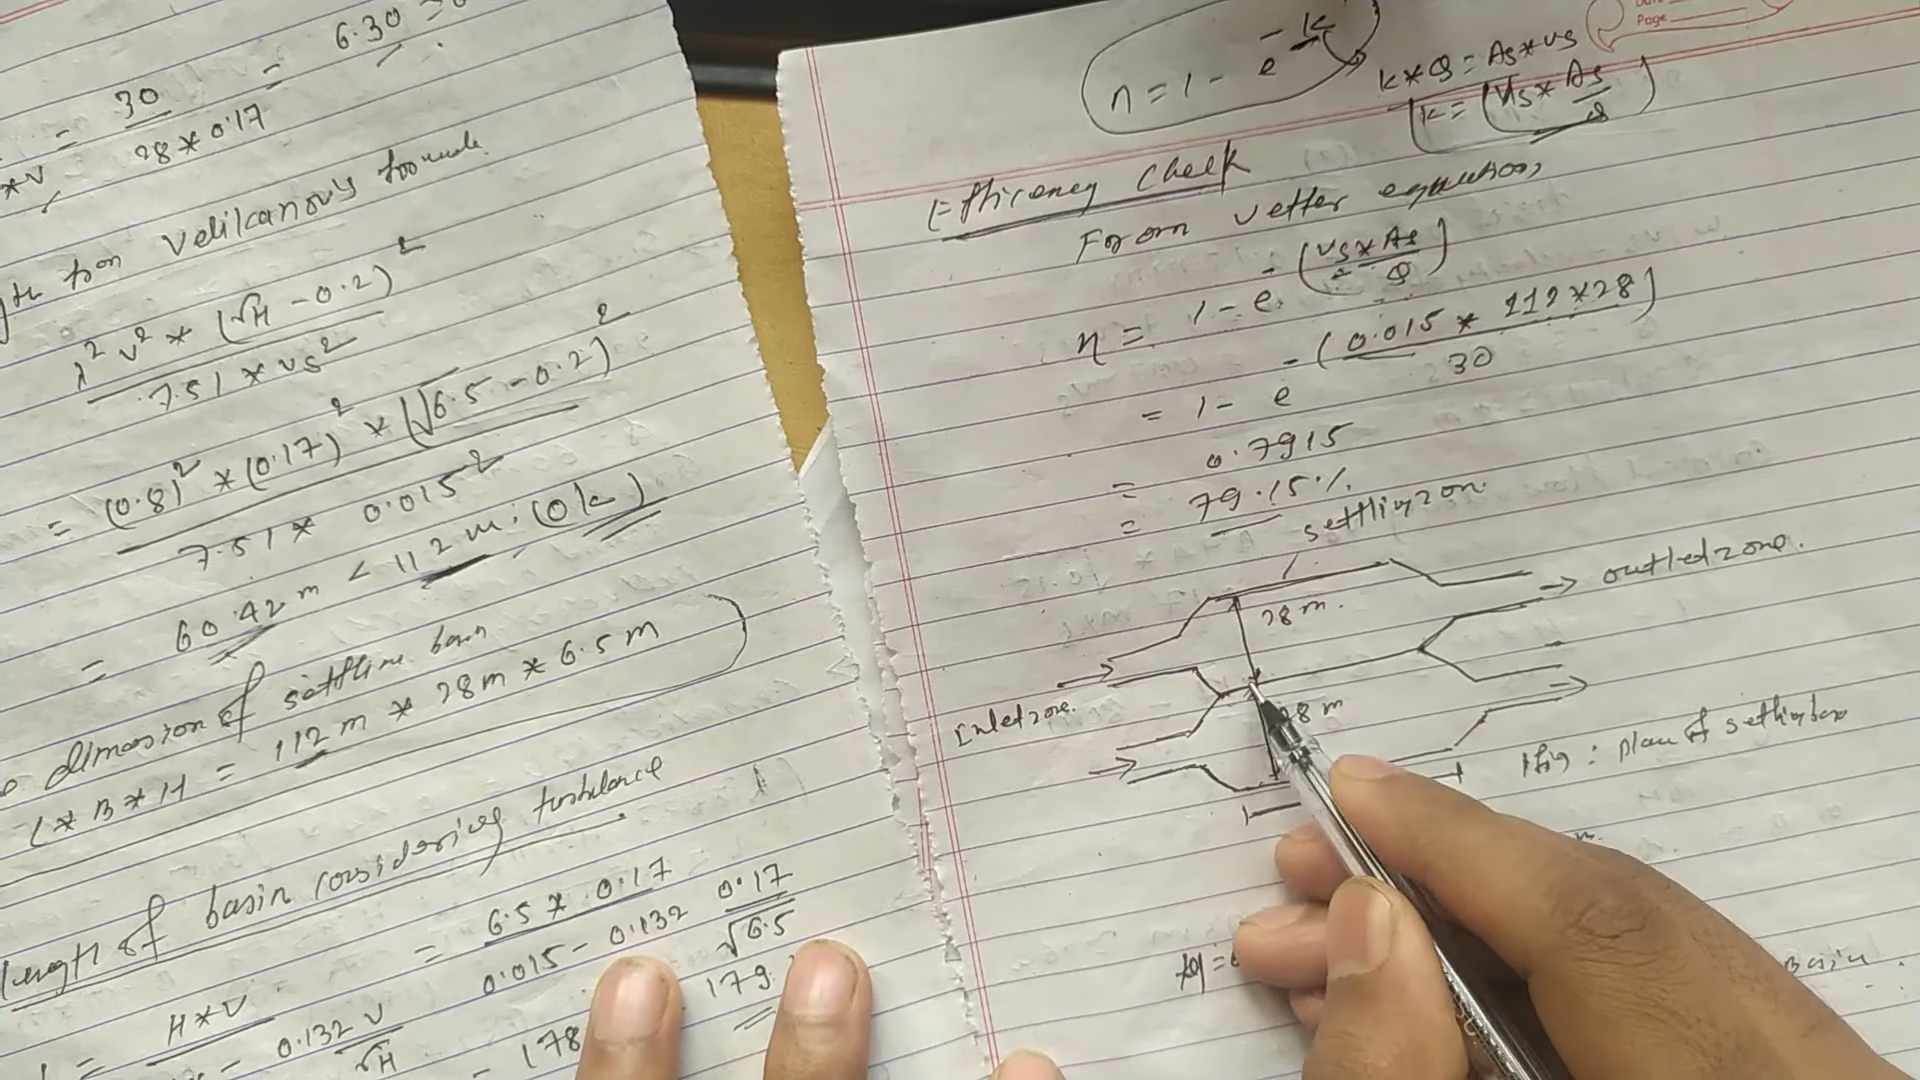 = 30 / 28 * 0.17 = 6.30
* v
from Velikanov's formula
λ² v² * (√H - 0.2)² / 7.51 * vs²
= (0.8)² * (0.17)² * (√6.5 - 0.2)² / 7.51 * 0.015²
= 60.42 m < 112 m. (Ok)
dimension of settling basin
L * B * H = 112 m * 28m * 6.5 m
length of basin considering turbulence
= H * V / - 0.132 V / √H = 6.5 * 0.17 / 0.015 - 0.132 0.17 / √6.5
= 178 179.
Page
η = 1 - e^-k
k * Q = As * vs
k = (Vs * As / Q)
Efficiency Check
From vetter equation,
η = 1 - e^-(vs * As / Q)
= 1 - e^-(0.015 * 112 * 28 / 30)
= 0.7915
= 79.15 %
settling zon.
outled zone.
28 m.
Inlet zone.
28 m
fig : plan of settling
Basin.